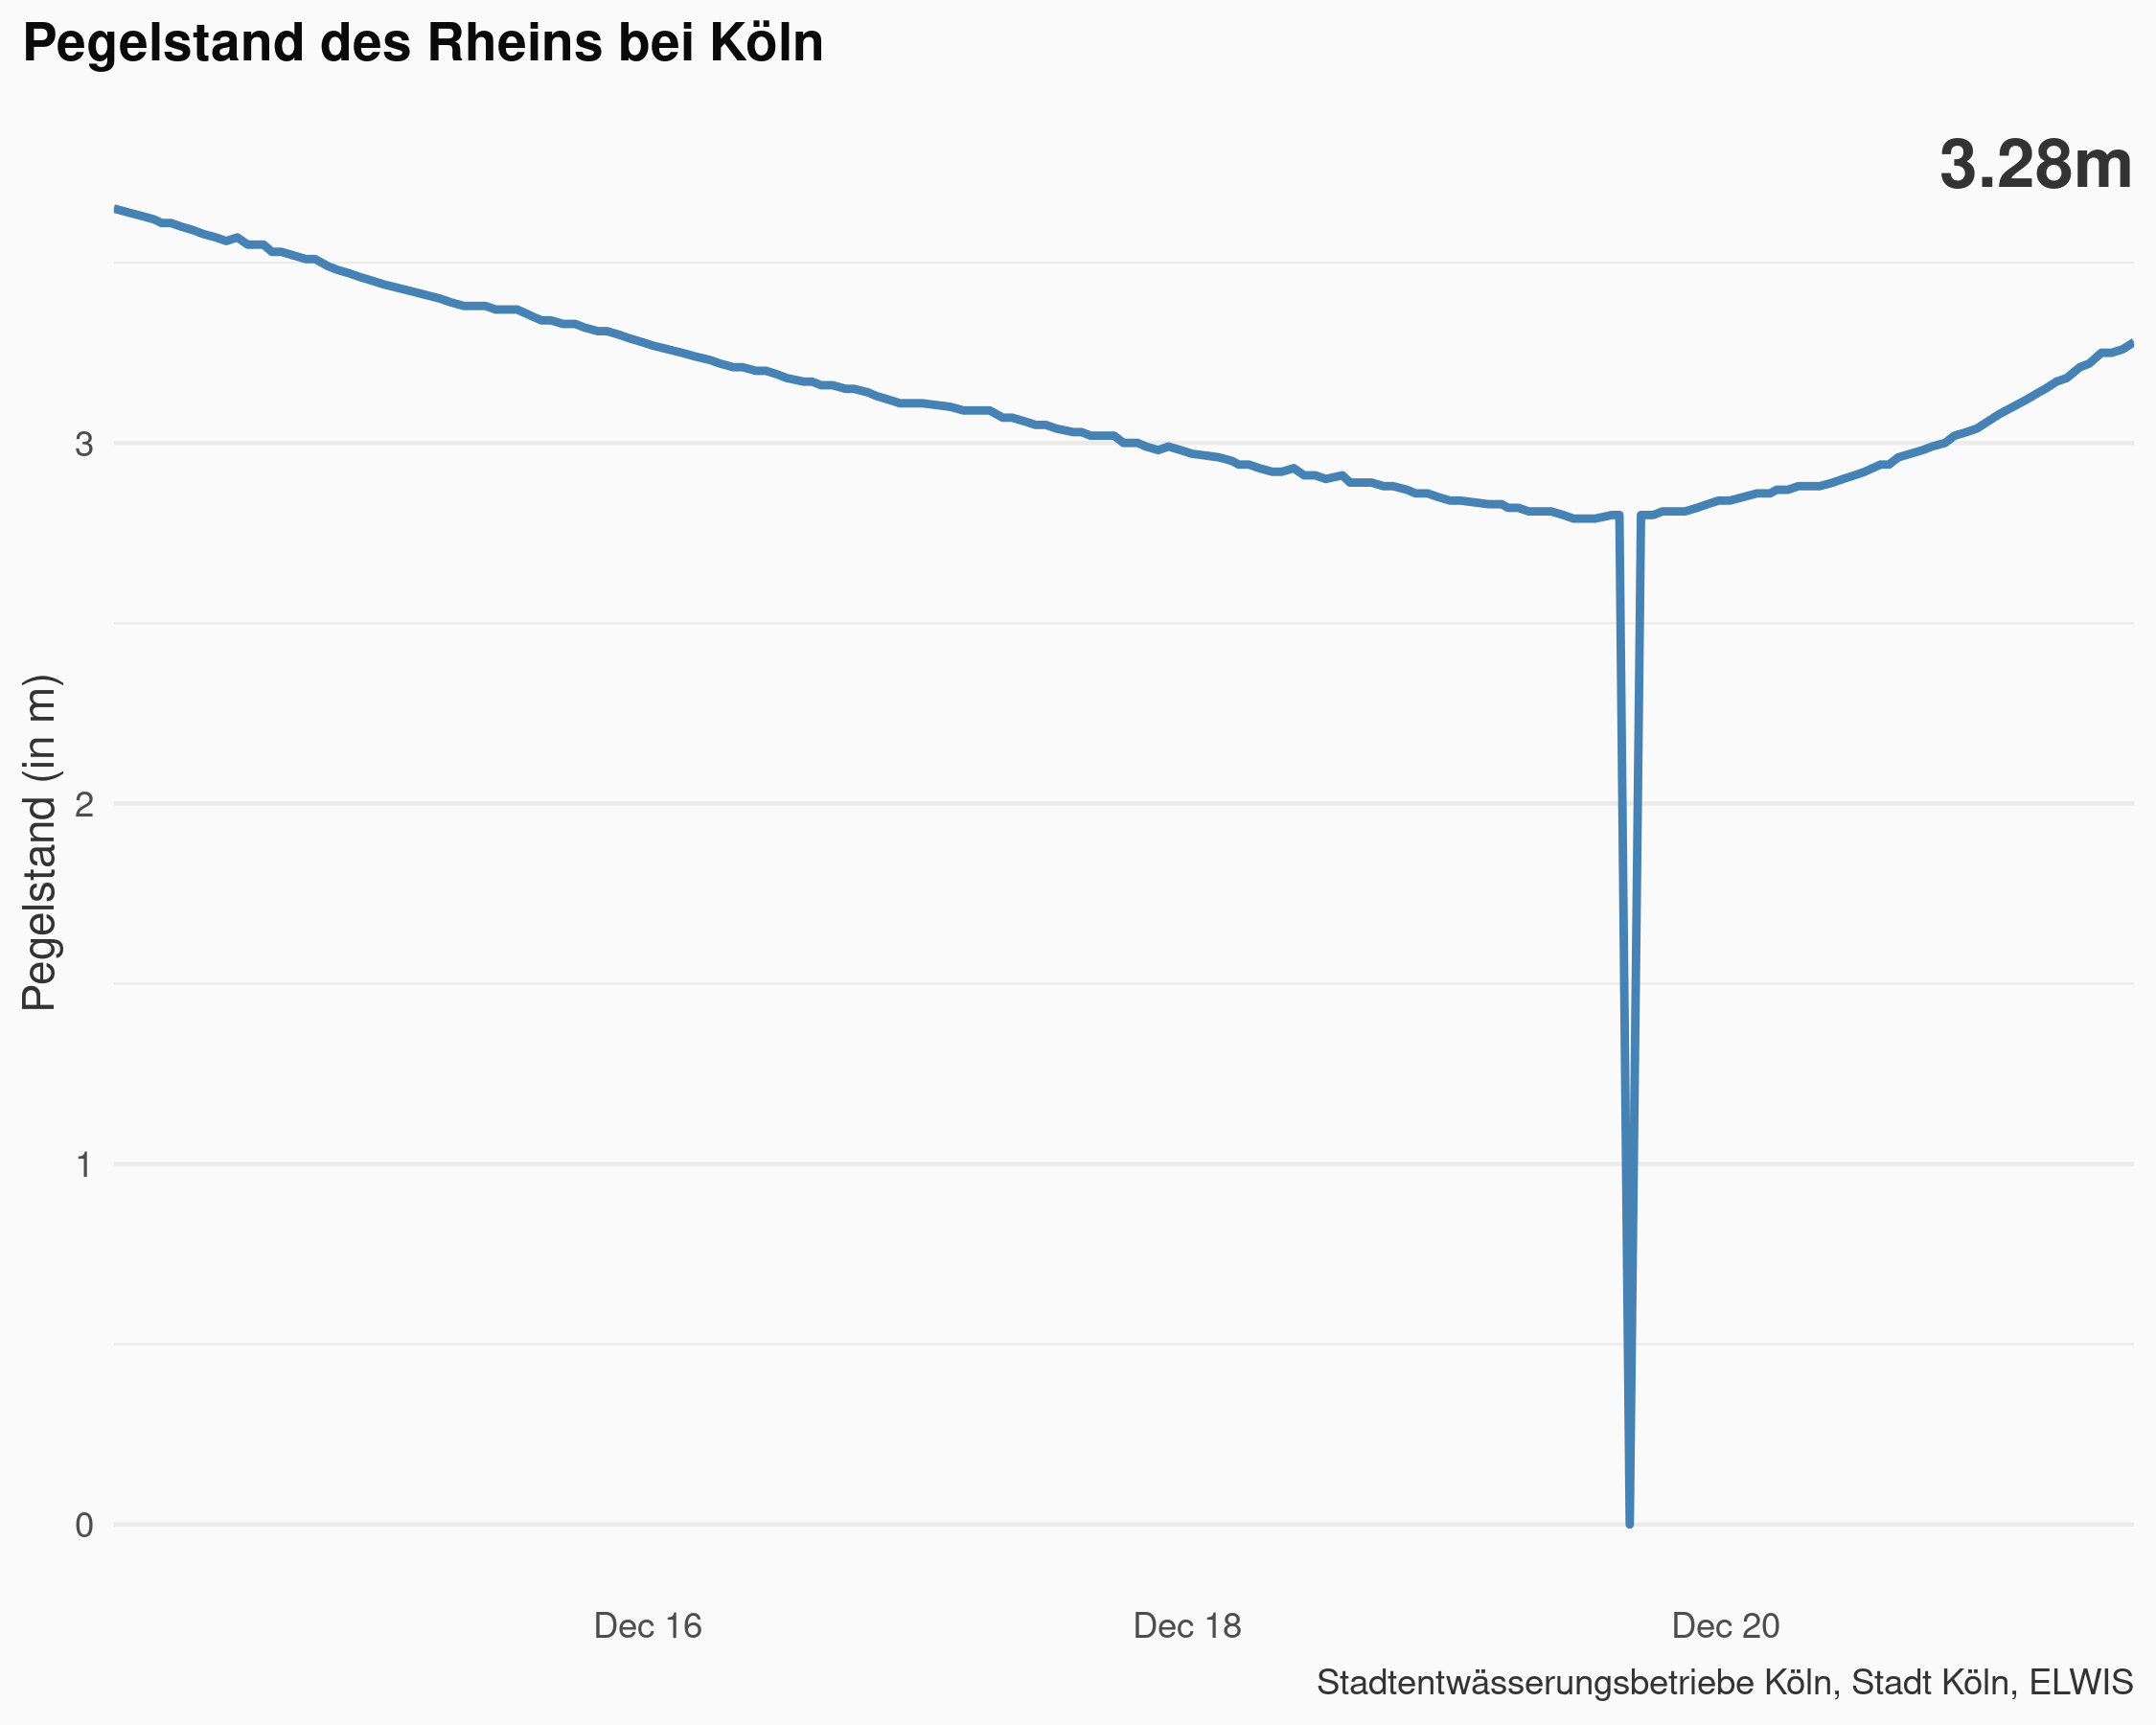 Pegelstand des Rheins bei Köln
3.28m
Pegelstand (in m)
3
2
1
0
Dec 16
Dec 18
Dec 20
Stadtentwässerungsbetriebe Köln, Stadt Köln, ELWIS